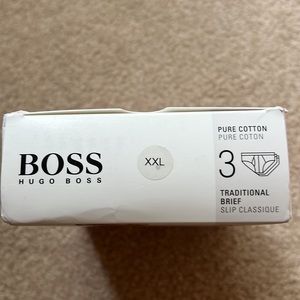 BOSS
HUGO BOSS
XXL
PURE COTTON
PURE COTON
3
TRADITIONAL
BRIEF
SLIP CLASSIQUE